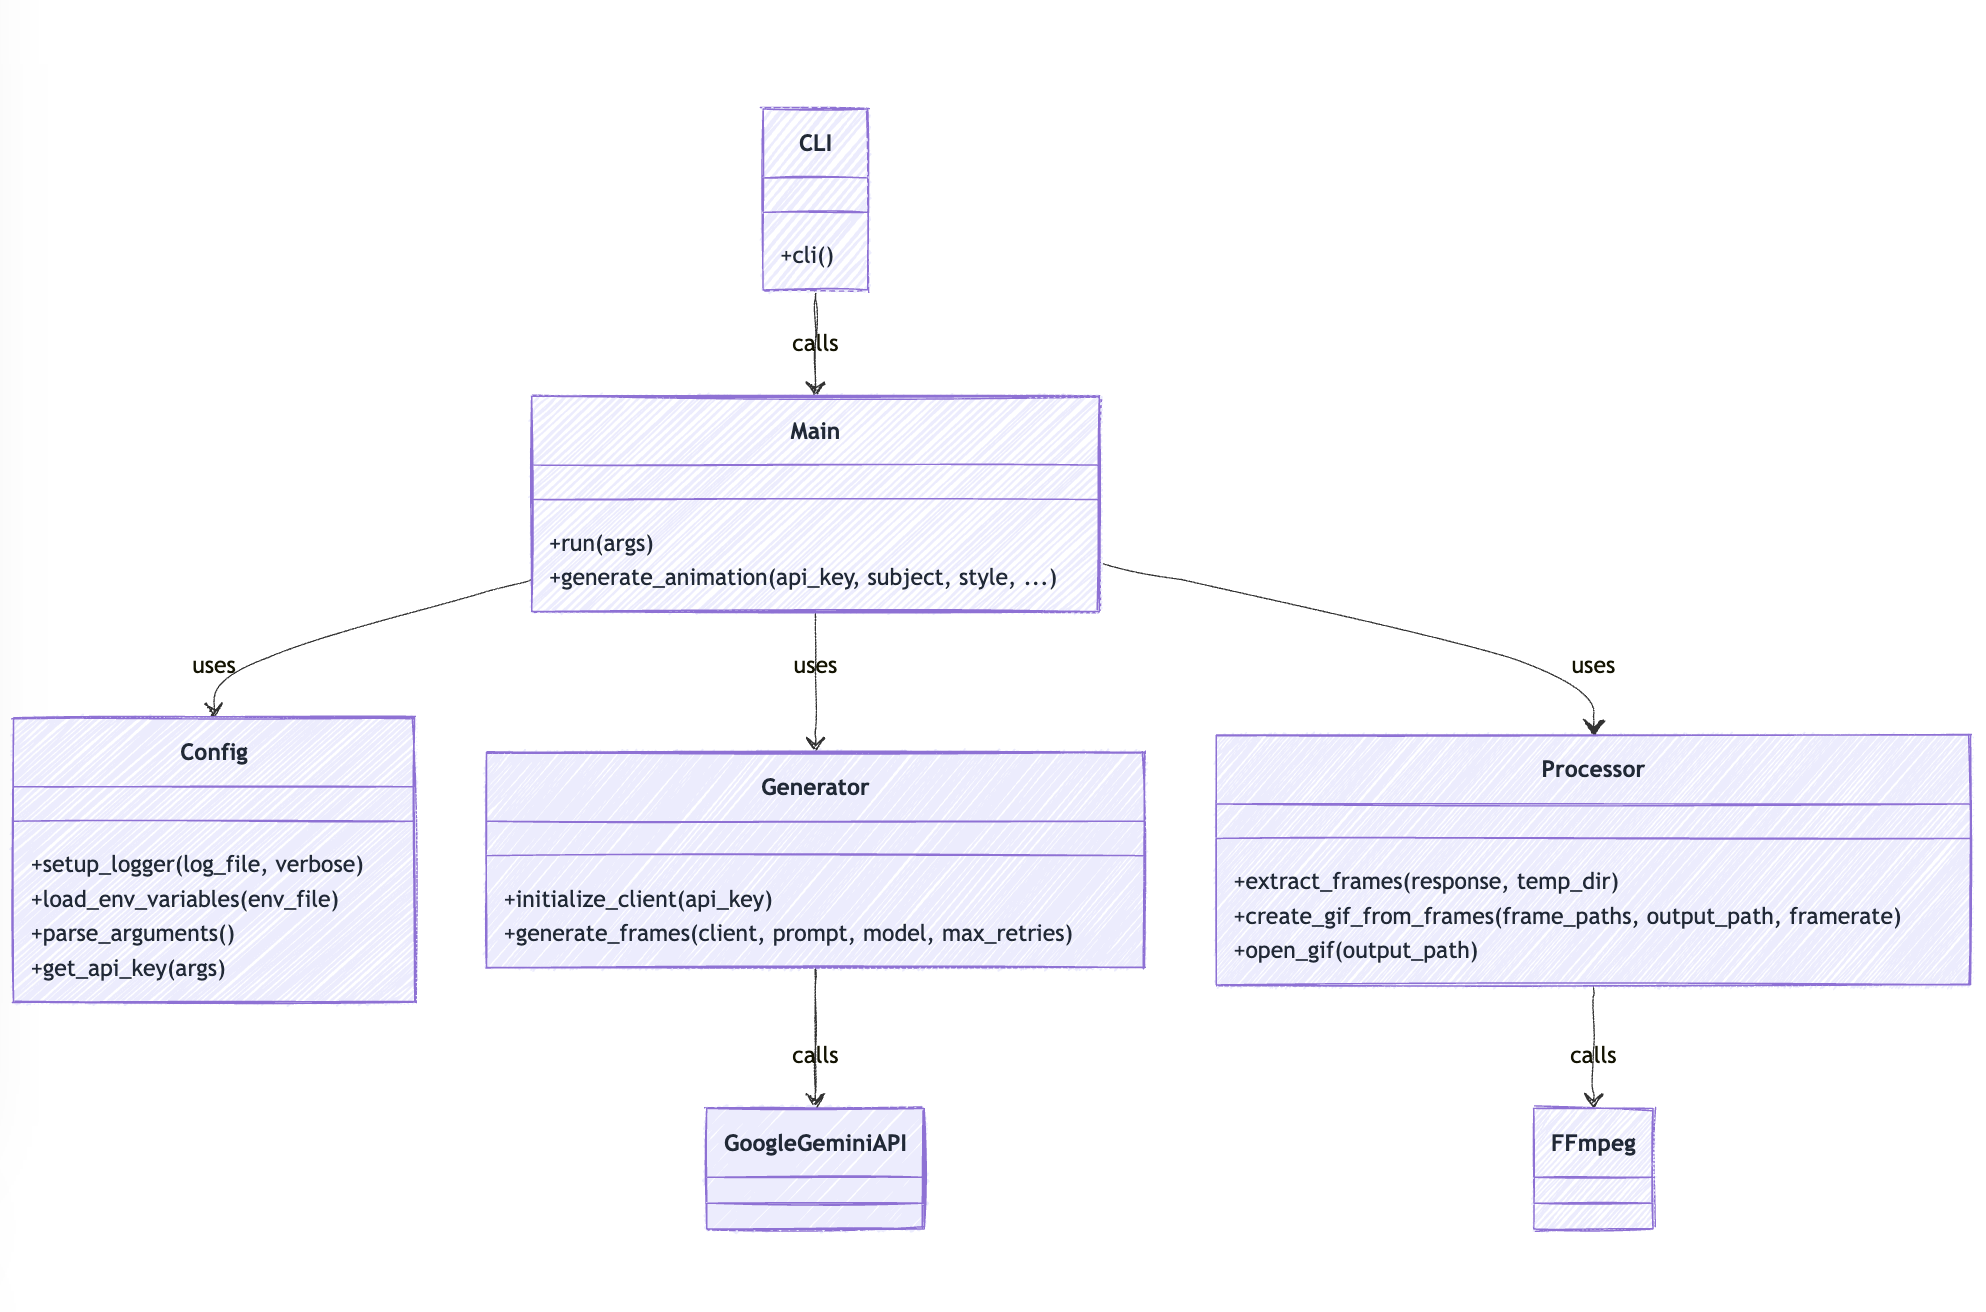 CLI
+cli()
calls
Main
+run(args)
+generate_animation(api_key, subject, style, ...)
uses
uses
uses
Config
+setup_logger(log_file, verbose)
+load_env_variables(env_file)
+parse_arguments()
+get_api_key(args)
Generator
+initialize_client(api_key)
+generate_frames(client, prompt, model, max_retries)
Processor
+extract_frames(response, temp_dir)
+create_gif_from_frames(frame_paths, output_path, framerate)
+open_gif(output_path)
calls
calls
GoogleGeminiAPI
FFmpeg